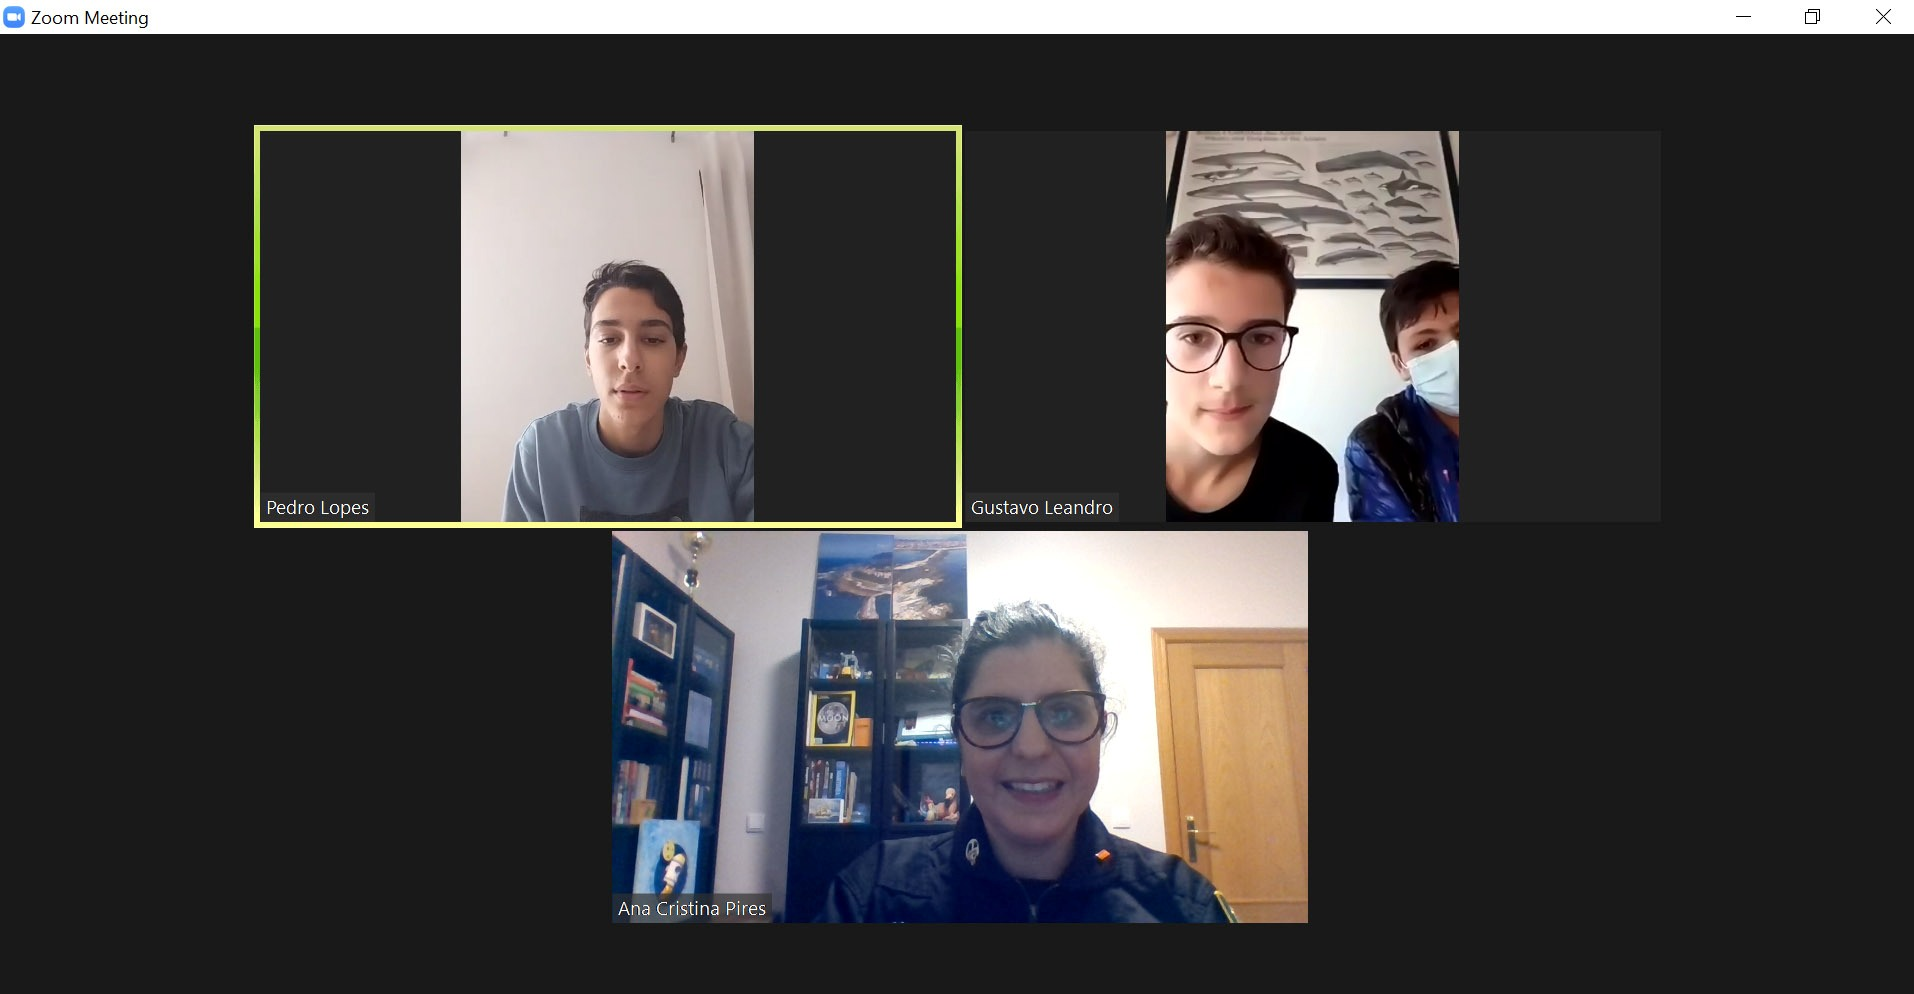 Zoom Meeting
Pedro Lopes
Gustavo Leandro
MOON
Ana Cristina Pires